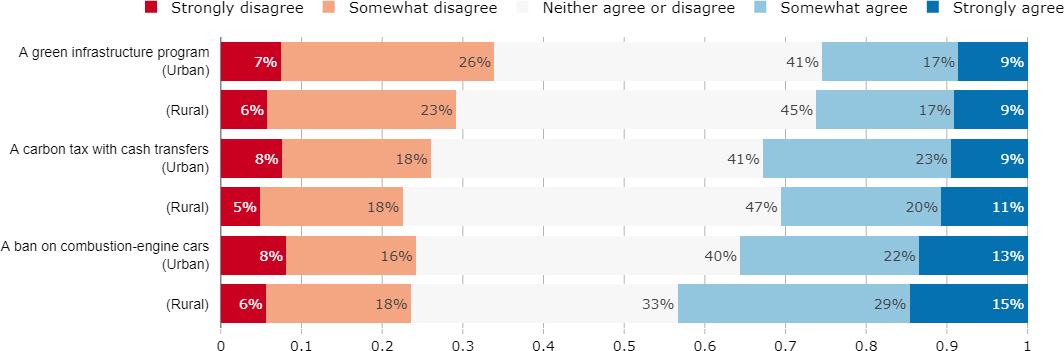 Strongly disagree Somewhat disagree Neither agree or disagree Somewhat agree Strongly agree
A green infrastructure program
(Urban)
7% 26% 41% 17% 9%
(Rural)
6% 23% 45% 17% 9%
A carbon tax with cash transfers
(Urban)
8% 18% 41% 23% 9%
(Rural)
5% 18% 47% 20% 11%
A ban on combustion-engine cars
(Urban)
8% 16% 40% 22% 13%
(Rural)
6% 18% 33% 29% 15%
0 0.1 0.2 0.3 0.4 0.5 0.6 0.7 0.8 0.9 1